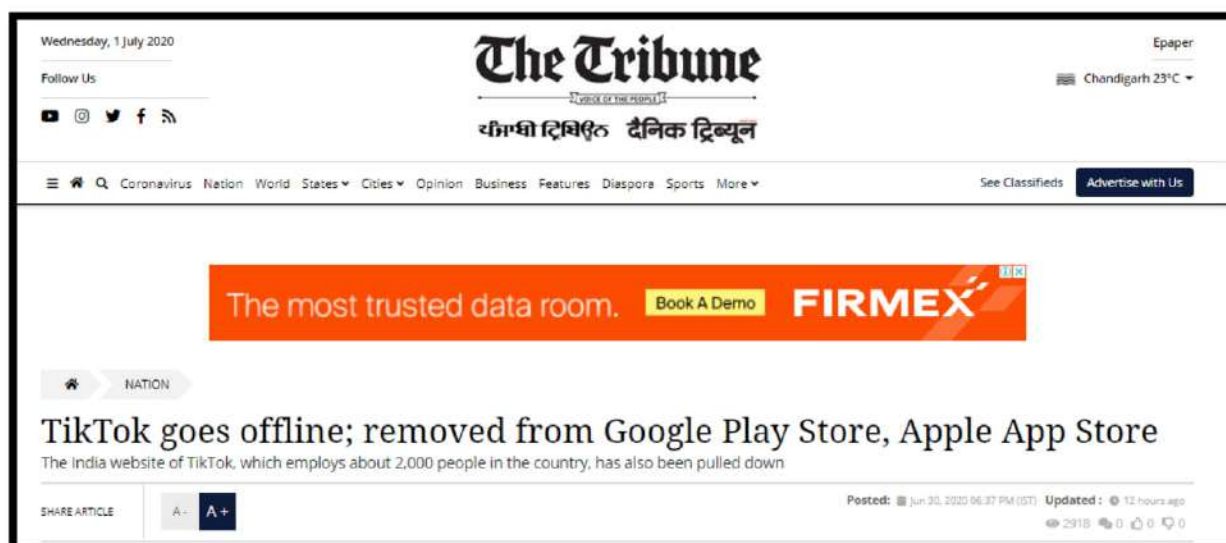 Wednesday, 1 July 2020
Epaper
The Tribune
Follow Us
Chandigarh 23°C
VOICE OF THE PEOPLE
ਪੰਜਾਬੀ ਟ੍ਰਿਬਿਊਨ दैनिक ट्रिब्यून
Coronavirus Nation World States Cities Opinion Business Features Diaspora Sports More
See Classifieds Advertise with Us
The most trusted data room. Book A Demo FIRMEX
NATION
TikTok goes offline; removed from Google Play Store, Apple App Store
The India website of TikTok, which employs about 2,000 people in the country, has also been pulled down
SHARE ARTICLE A- A+
Posted: Jun 30, 2020 06:37 PM (IST) Updated : 12 hours ago
2918 0 0 0